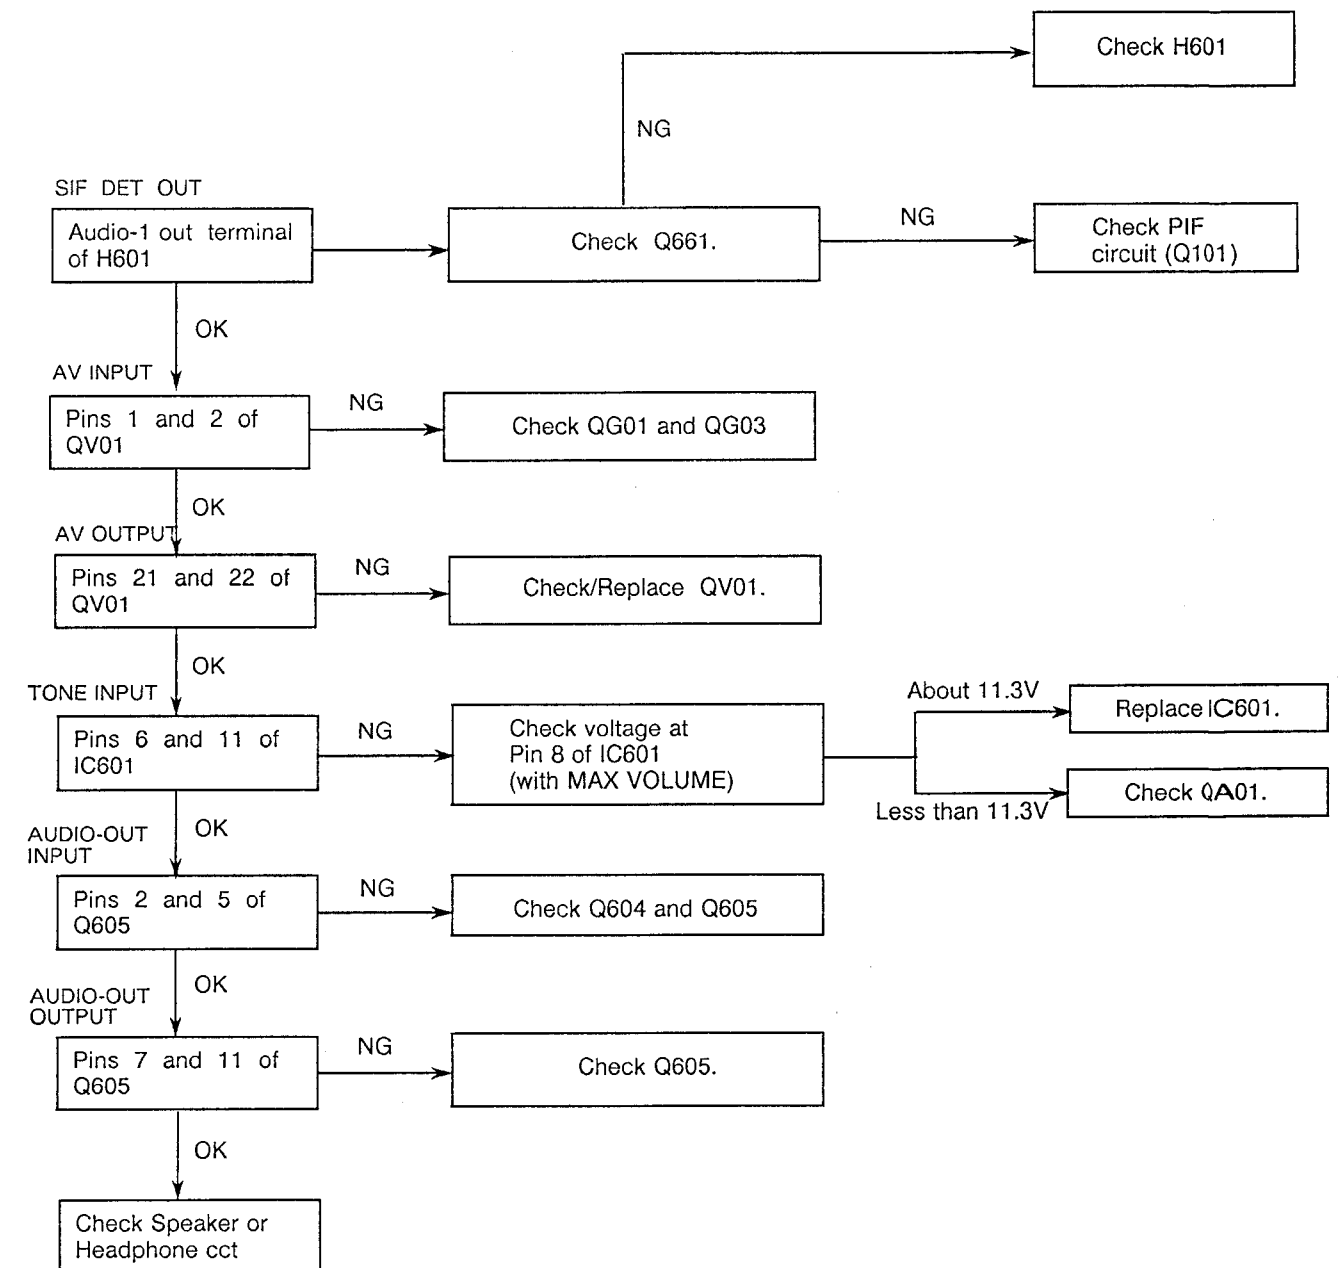 Check H601
NG
SIF DET OUT
Audio-1 out terminal
of H601
Check Q661.
NG
Check PIF
circuit (Q101)
OK
AV INPUT
Pins 1 and 2 of
QV01
NG
Check QG01 and QG03
OK
AV OUTPUT
Pins 21 and 22 of
QV01
NG
Check/Replace QV01.
OK
TONE INPUT
Pins 6 and 11 of
IC601
NG
Check voltage at
Pin 8 of IC601
(with MAX VOLUME)
About 11.3V
Replace IC601.
Less than 11.3V
Check QA01.
OK
AUDIO-OUT
INPUT
Pins 2 and 5 of
Q605
NG
Check Q604 and Q605
OK
AUDIO-OUT
OUTPUT
Pins 7 and 11 of
Q605
NG
Check Q605.
OK
Check Speaker or
Headphone cct